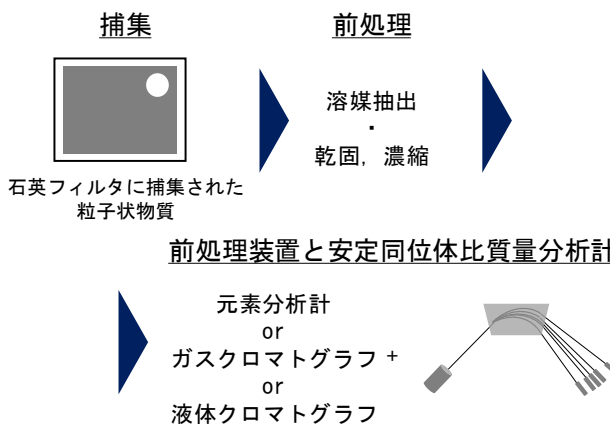 捕集
前処理
溶媒抽出
・
乾固, 濃縮
石英フィルタに捕集された
粒子状物質
前処理装置と安定同位体比質量分析計
元素分析計
or
ガスクロマトグラフ +
or
液体クロマトグラフ